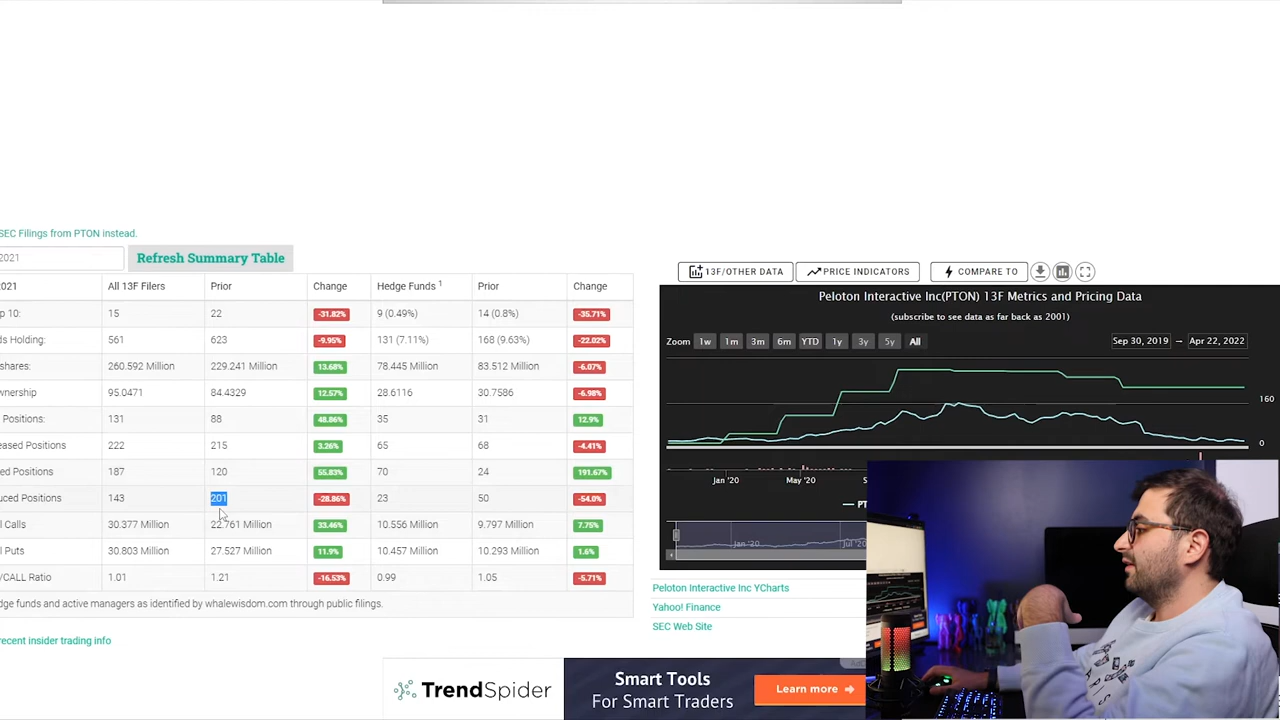 SEC Filings from PTON instead.
2021
Refresh Summary Table
2021 All 13F Filers Prior Change Hedge Funds 1 Prior Change
p 10: 15 22 -31.82% 9 (0.49%) 14 (0.8%) -35.71%
ds Holding: 561 623 -9.95% 131 (7.11%) 168 (9.63%) -22.02%
shares: 260.592 Million 229.241 Million 13.68% 78.445 Million 83.512 Million -6.07%
wnership 95.0471 84.4329 12.57% 28.6116 30.7586 -6.98%
Positions: 131 88 48.86% 35 31 12.9%
eased Positions 222 215 3.26% 65 68 -4.41%
ed Positions 187 120 55.83% 70 24 191.67%
uced Positions 143 201 -28.86% 23 50 -54.0%
l Calls 30.377 Million 22.761 Million 33.46% 10.556 Million 9.797 Million 7.75%
l Puts 30.803 Million 27.527 Million 11.9% 10.457 Million 10.293 Million 1.6%
/CALL Ratio 1.01 1.21 -16.53% 0.99 1.05 -5.71%
dge funds and active managers as identified by whalewisdom.com through public filings.
recent insider trading info
13F/OTHER DATA PRICE INDICATORS COMPARE TO
Peloton Interactive Inc(PTON) 13F Metrics and Pricing Data
(subscribe to see data as far back as 2001)
Zoom 1w 1m 3m 6m YTD 1y 3y 5y All Sep 30, 2019 → Apr 22, 2022
160
0
Jan '20 May '20 S
PT
Jan '20 Jul '2
Peloton Interactive Inc YCharts
Yahoo! Finance
SEC Web Site
TrendSpider
Smart Tools
For Smart Traders
Learn more